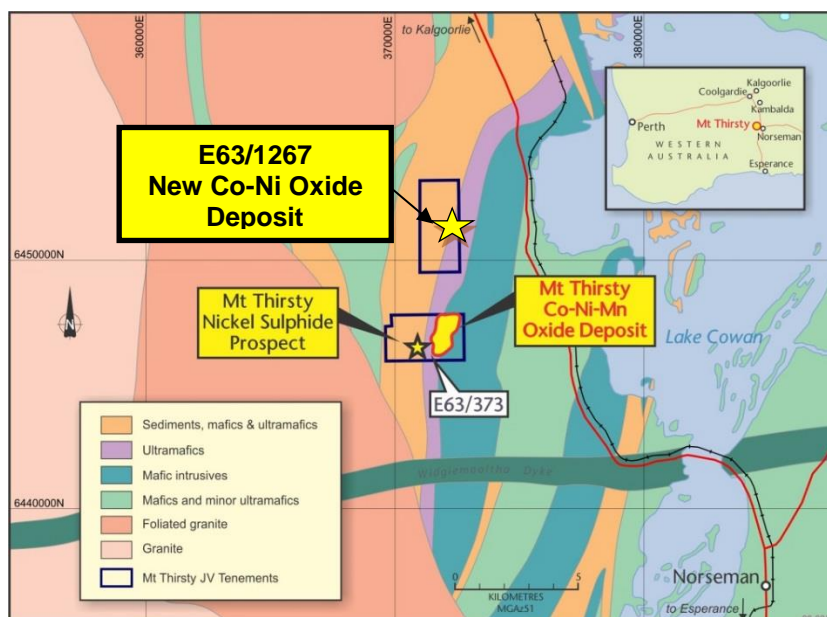 360000E
370000E
380000E
to Kalgoorlie
E63/1267
New Co-Ni Oxide
Deposit
Kalgoorlie
Coolgardie
Kambalda
Perth
Mt Thirsty
Norseman
WESTERN
AUSTRALIA
Esperance
6450000N
N
Mt Thirsty
Nickel Sulphide
Prospect
Mt Thirsty
Co-Ni-Mn
Oxide Deposit
Lake Cowan
E63/373
Sediments, mafics & ultramafics
Ultramafics
Mafic intrusives
Mafics and minor ultramafics
Foliated granite
Granite
Mt Thirsty JV Tenements
Widgiemooltha Dyke
6440000N
0 5
KILOMETRES
MGAz51
Norseman
to Esperance